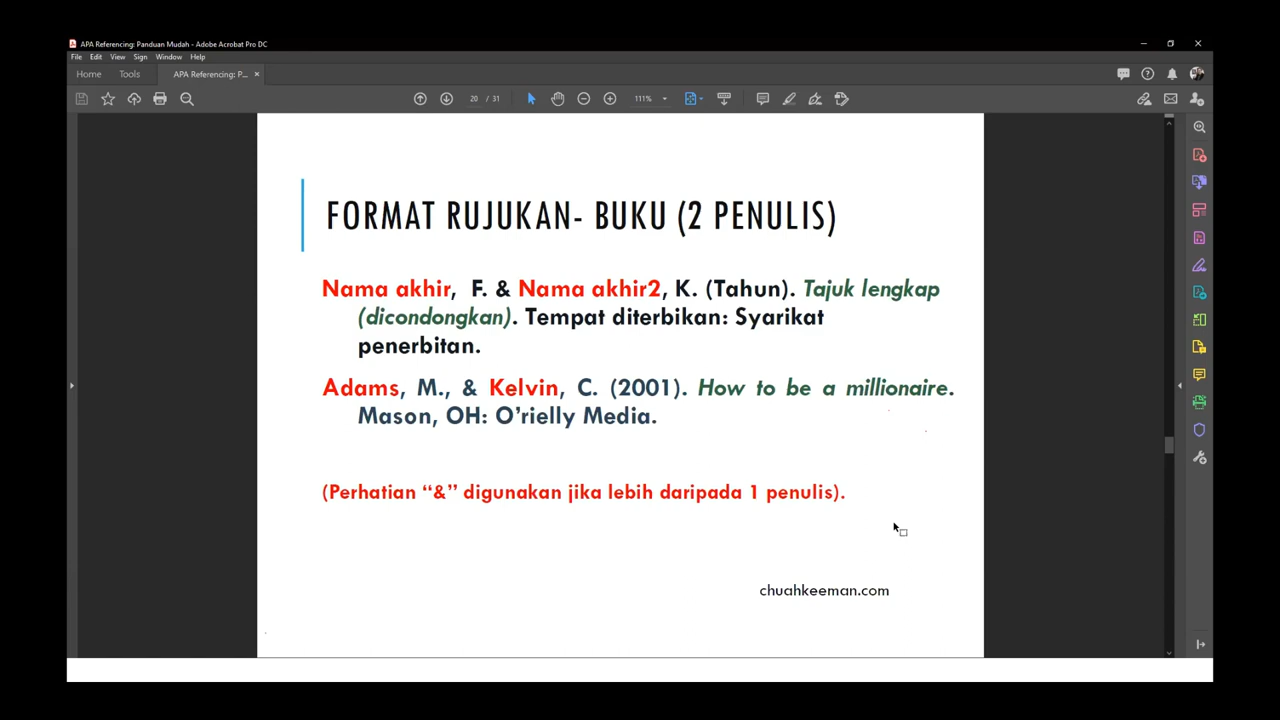 APA Referencing: Panduan Mudah - Adobe Acrobat Pro DC
File Edit View Sign Window Help
Home Tools APA Referencing: P... ×
20 / 31 111%
FORMAT RUJUKAN- BUKU (2 PENULIS)
Nama akhir, F. & Nama akhir2, K. (Tahun). Tajuk lengkap
(dicondongkan). Tempat diterbikan: Syarikat
penerbitan.
Adams, M., & Kelvin, C. (2001). How to be a millionaire.
Mason, OH: O’rielly Media.
(Perhatian “&” digunakan jika lebih daripada 1 penulis).
chuahkeeman.com